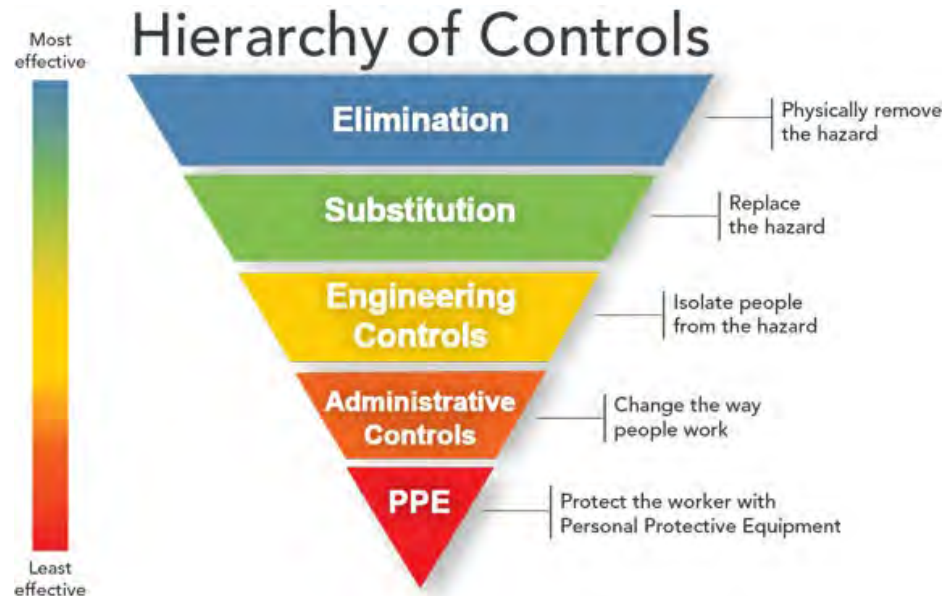 Hierarchy of Controls
Most
effective
Elimination
Physically remove
the hazard
Substitution
Replace
the hazard
Engineering
Controls
Isolate people
from the hazard
Administrative
Controls
Change the way
people work
PPE
Protect the worker with
Personal Protective Equipment
Least
effective